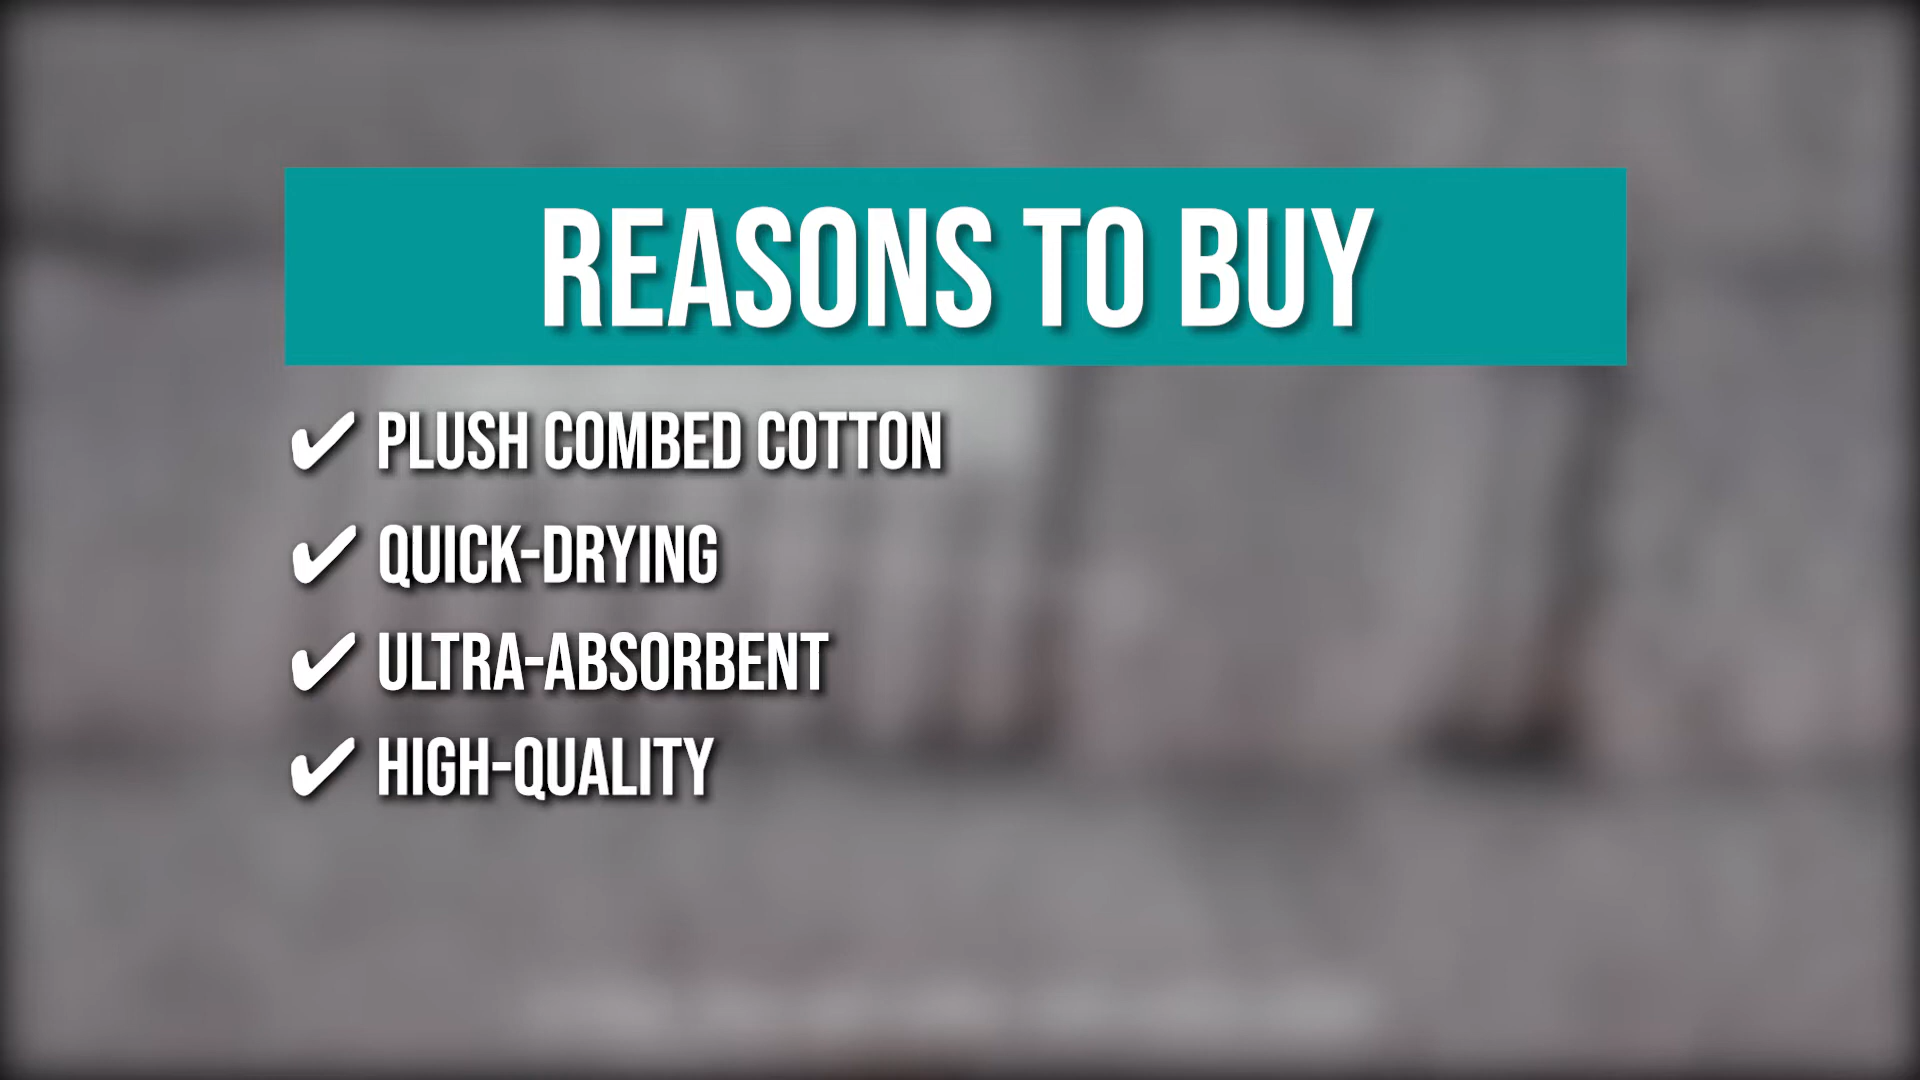 REASONS TO BUY
✔ PLUSH COMBED COTTON
✔ QUICK-DRYING
✔ ULTRA-ABSORBENT
✔ HIGH-QUALITY